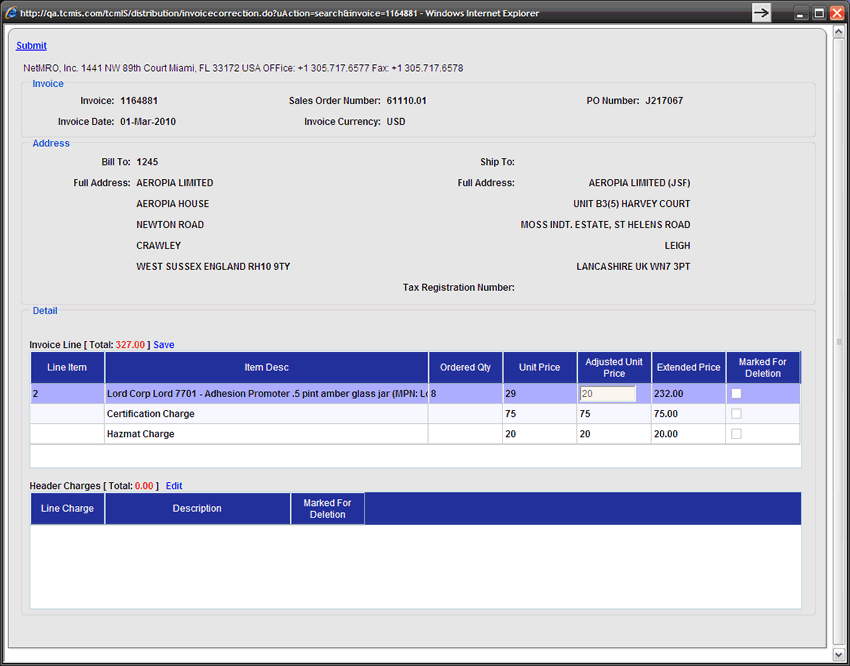 http://qa.tcmis.com/tcmIS/distribution/invoicecorrection.do?uAction=search&invoice=1164881 - Windows Internet Explorer
Submit
NetMRO, Inc. 1441 NW 89th Court Miami, FL 33172 USA OFFice: +1 305.717.6577 Fax: +1 305.717.6578
Invoice
Invoice: 1164881 Sales Order Number: 61110.01 PO Number: J217067
Invoice Date: 01-Mar-2010 Invoice Currency: USD
Address
Bill To: 1245 Ship To:
Full Address: AEROPIA LIMITED Full Address: AEROPIA LIMITED (JSF)
AEROPIA HOUSE UNIT B3(5) HARVEY COURT
NEWTON ROAD MOSS INDT. ESTATE, ST HELENS ROAD
CRAWLEY LEIGH
WEST SUSSEX ENGLAND RH10 9TY LANCASHIRE UK WN7 3PT
Tax Registration Number:
Detail
Invoice Line [ Total: 327.00 ] Save
Line Item Item Desc Ordered Qty Unit Price Adjusted Unit Price Extended Price Marked For Deletion
2 Lord Corp Lord 7701 - Adhesion Promoter .5 pint amber glass jar (MPN: Lo 8 29 20 232.00
Certification Charge 75 75 75.00
Hazmat Charge 20 20 20.00
Header Charges [ Total: 0.00 ] Edit
Line Charge Description Marked For Deletion